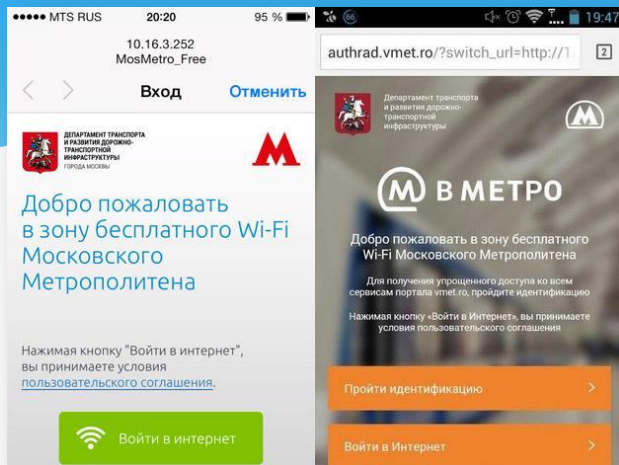 MTS RUS
20:20
95 %
10.16.3.252
MosMetro_Free
Вход
Отменить
ДЕПАРТАМЕНТ ТРАНСПОРТА
И РАЗВИТИЯ ДОРОЖНО-
ТРАНСПОРТНОЙ
ИНФРАСТРУКТУРЫ
ГОРОДА МОСКВЫ
Добро пожаловать
в зону бесплатного Wi-Fi
Московского
Метрополитена
Нажимая кнопку "Войти в интернет",
вы принимаете условия
пользовательского соглашения.
Войти в интернет
66
19:47
authrad.vmet.ro/?switch_url=http://1
2
Департамент транспорта
и развития дорожно-
транспортной
инфраструктуры
М В МЕТРО
Добро пожаловать в зону бесплатного
Wi-Fi Московского Метрополитена
Для получения упрощенного доступа ко всем
сервисам портала vmet.ro, пройдите идентификацию
Нажимая кнопку «Войти в Интернет», вы принимаете
условия пользовательского соглашения
Пройти идентификацию
Войти в Интернет